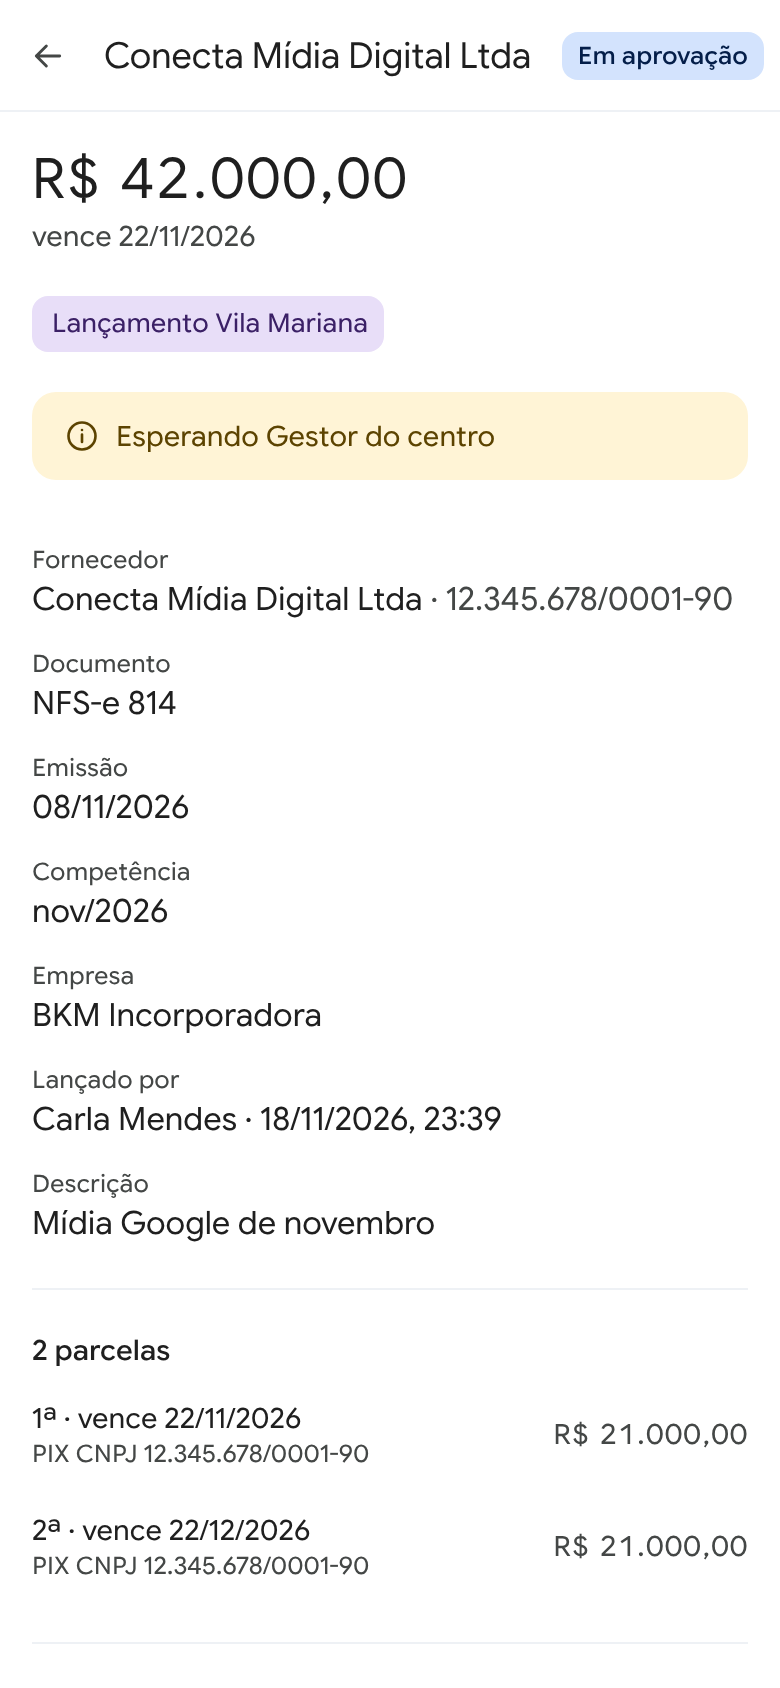 Conecta Mídia Digital Ltda
Em aprovação
R$ 42.000,00
vence 22/11/2026
Lançamento Vila Mariana
Esperando Gestor do centro
Fornecedor
Conecta Mídia Digital Ltda · 12.345.678/0001-90
Documento
NFS-e 814
Emissão
08/11/2026
Competência
nov/2026
Empresa
BKM Incorporadora
Lançado por
Carla Mendes · 18/11/2026, 23:39
Descrição
Mídia Google de novembro
2 parcelas
1ª · vence 22/11/2026
PIX CNPJ 12.345.678/0001-90
R$ 21.000,00
2ª · vence 22/12/2026
PIX CNPJ 12.345.678/0001-90
R$ 21.000,00